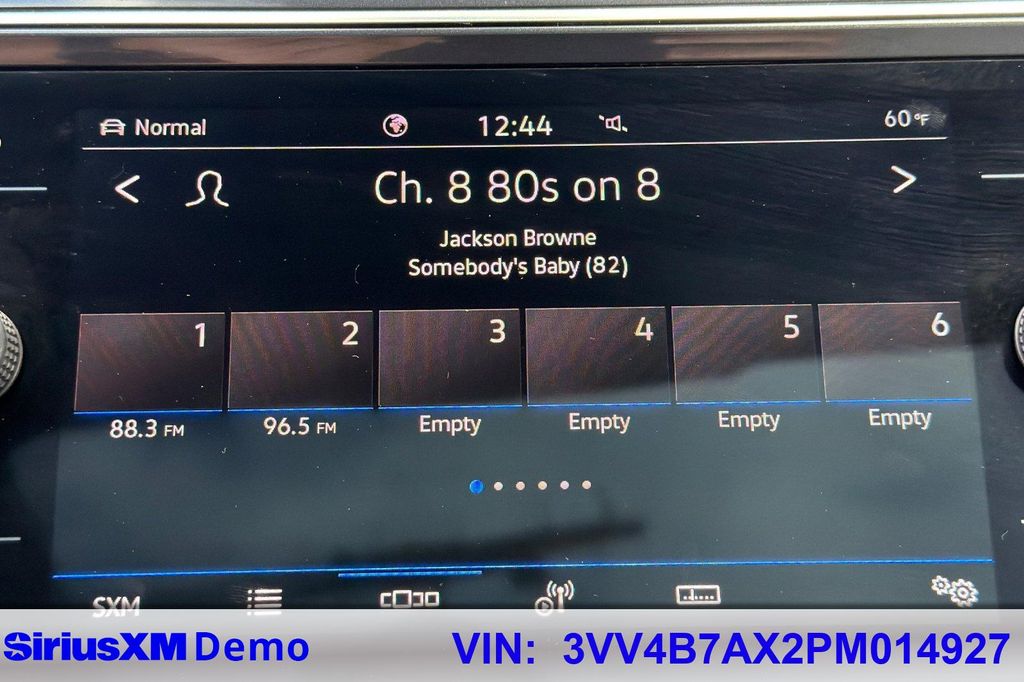 Normal 12:44 60°F
Ch. 8 80s on 8
Jackson Browne
Somebody's Baby (82)
1 2 3 4 5 6
88.3 FM 96.5 FM Empty Empty Empty Empty
SXM
SiriusXM Demo VIN: 3VV4B7AX2PM014927